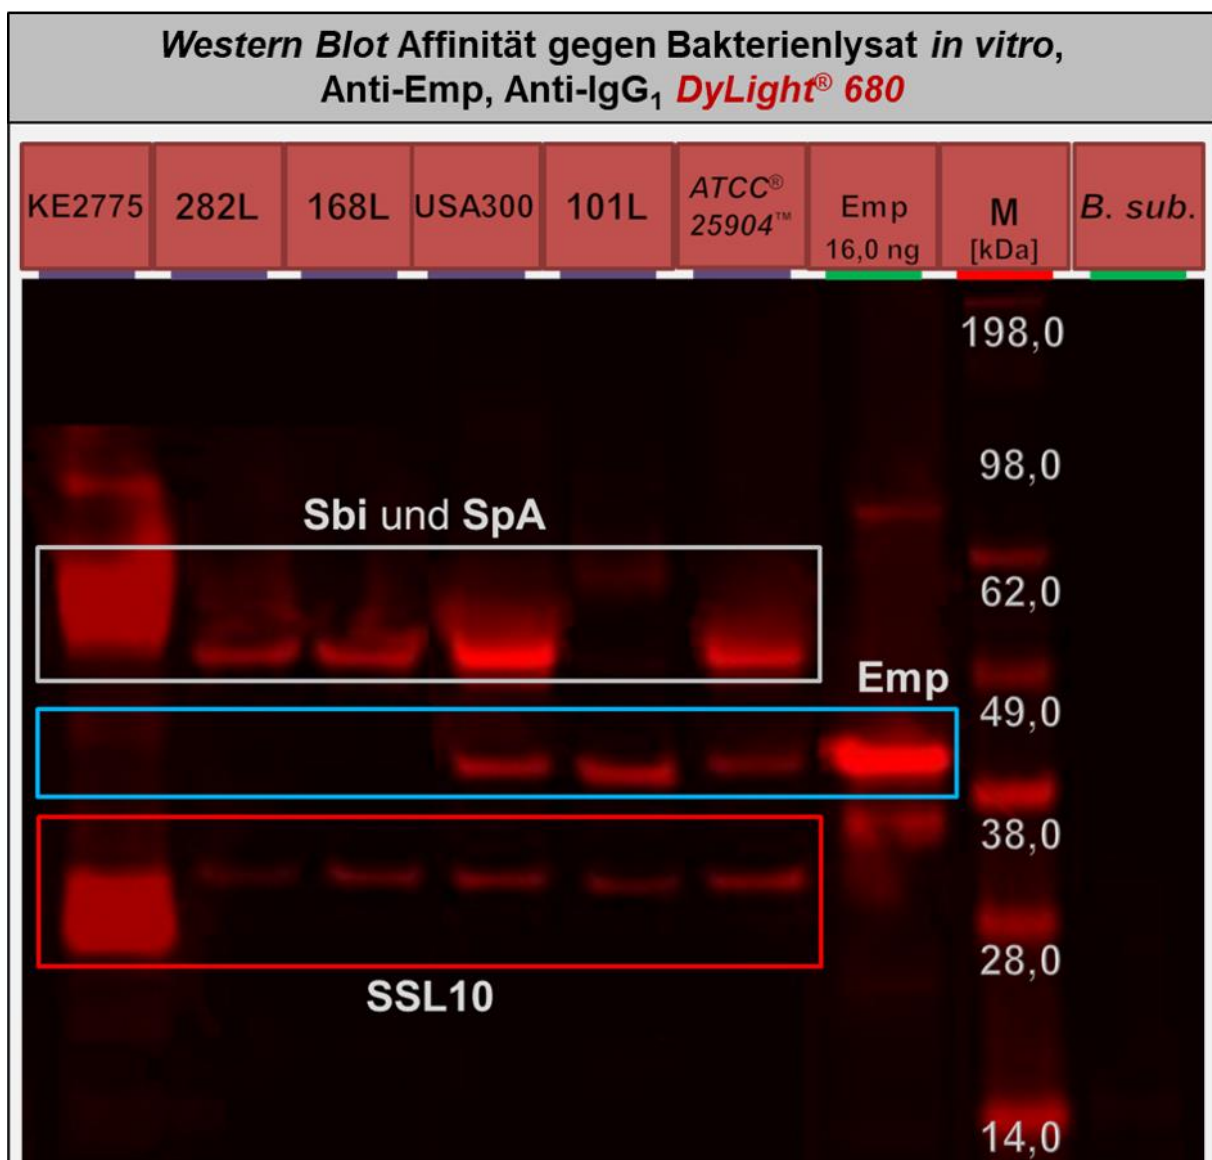 Western Blot Affinität gegen Bakterienlysat in vitro,
Anti-Emp, Anti-IgG₁ DyLight® 680
KE2775 282L 168L USA300 101L ATCC® 25904™ Emp 16,0 ng M [kDa] B. sub.
198,0
98,0
Sbi und SpA
62,0
Emp
49,0
38,0
28,0
SSL10
14,0